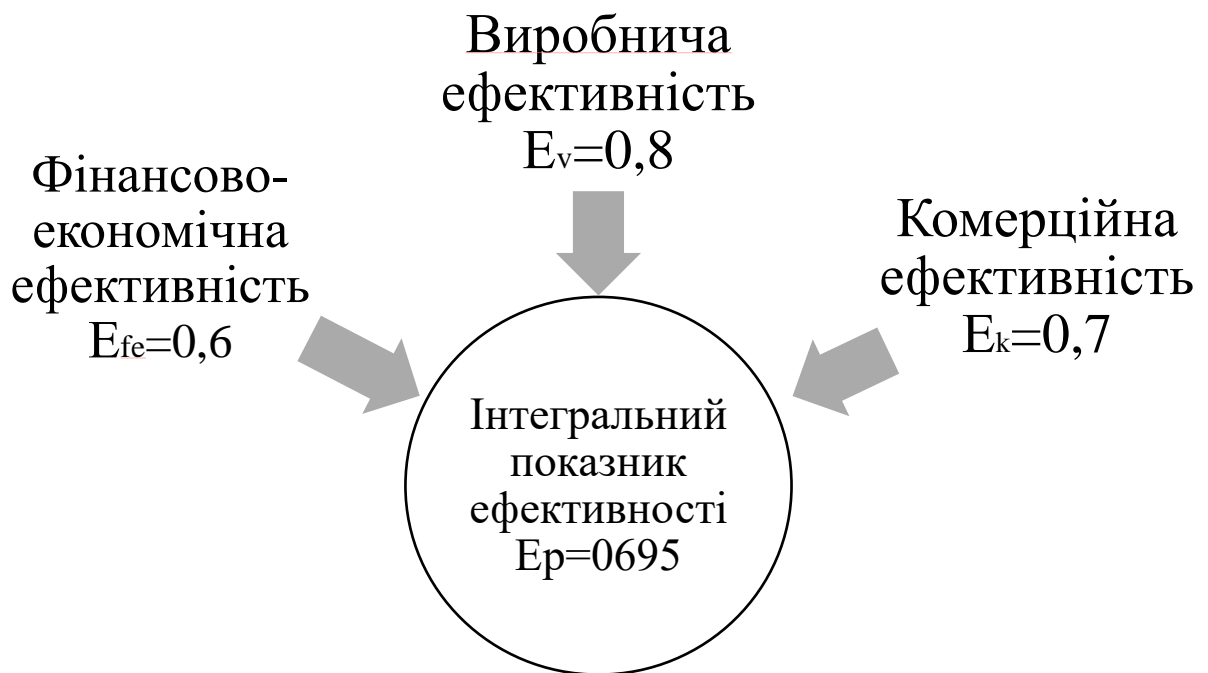 Виробнича
ефективність
Ev=0,8
Фінансово-
економічна
ефективність
Efe=0,6
Комерційна
ефективність
Ek=0,7
Інтегральний
показник
ефективності
Ep=0695